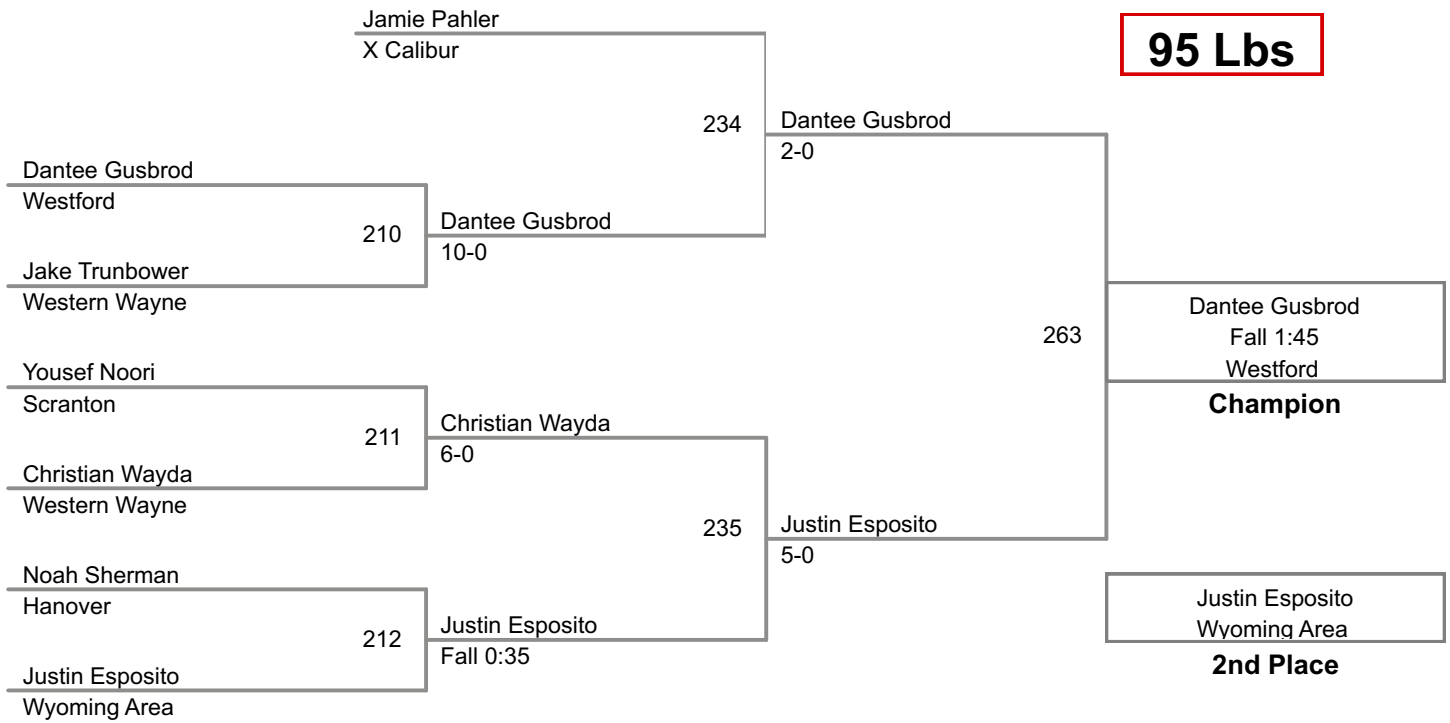 Jamie Pahler
X Calibur
95 Lbs
234
Dantee Gusbrod
2-0
Dantee Gusbrod
Westford
210
Dantee Gusbrod
10-0
Jake Trunbower
Western Wayne
263
Dantee Gusbrod
Fall 1:45
Westford
Champion
Yousef Noori
Scranton
211
Christian Wayda
6-0
Christian Wayda
Western Wayne
235
Justin Esposito
5-0
Noah Sherman
Hanover
212
Justin Esposito
Fall 0:35
Justin Esposito
Wyoming Area
Justin Esposito
Wyoming Area
2nd Place